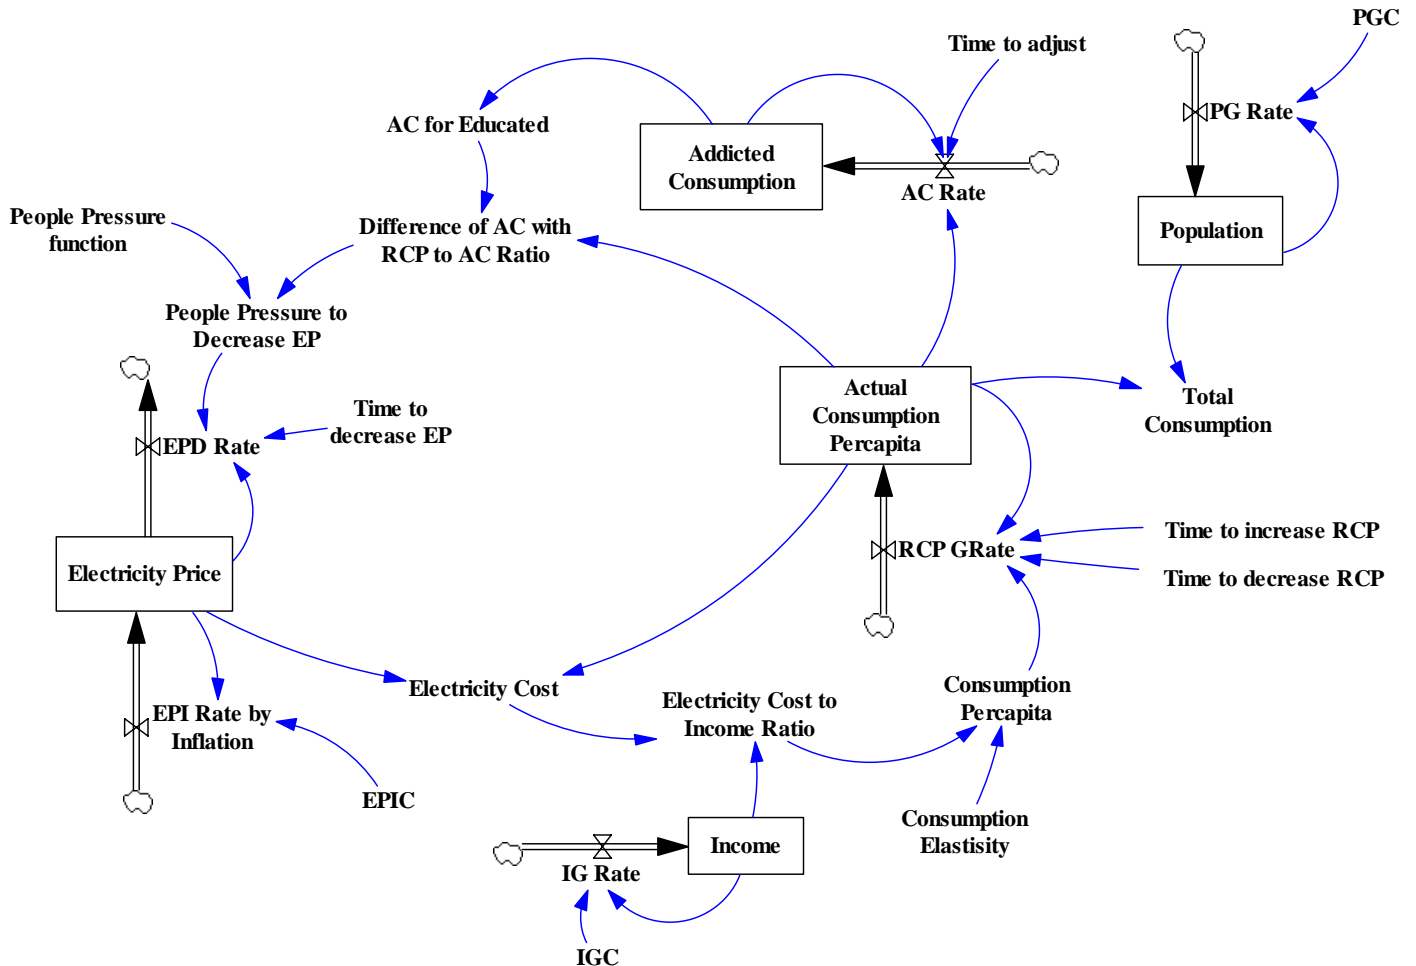 PGC
Time to adjust
PG Rate
AC for Educated
Addicted
Consumption
AC Rate
People Pressure
function
Difference of AC with
RCP to AC Ratio
Population
People Pressure to
Decrease EP
Actual
Consumption
Percapita
Total
Consumption
Time to
decrease EP
EPD Rate
Time to increase RCP
RCP GRate
Time to decrease RCP
Electricity Price
Electricity Cost
Electricity Cost to
Income Ratio
Consumption
Percapita
EPI Rate by
Inflation
EPIC
Consumption
Elastisity
Income
IG Rate
IGC